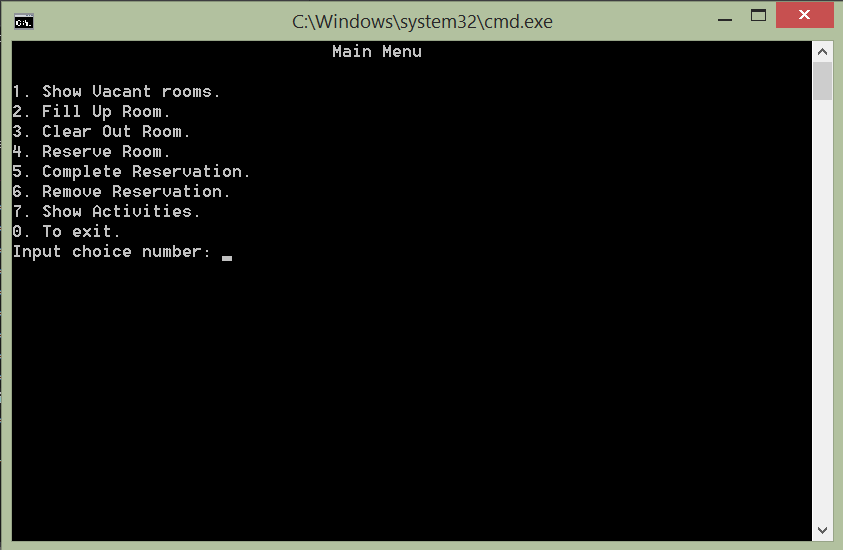 C:\Windows\system32\cmd.exe
Main Menu
1. Show Vacant rooms.
2. Fill Up Room.
3. Clear Out Room.
4. Reserve Room.
5. Complete Reservation.
6. Remove Reservation.
7. Show Activities.
0. To exit.
Input choice number: